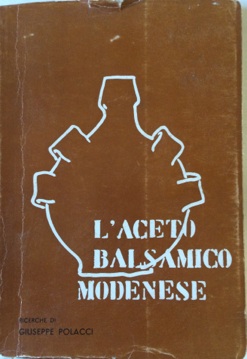 L'ACETO
BALSAMICO
MODENESE
RICERCHE DI
GIUSEPPE POLACCI